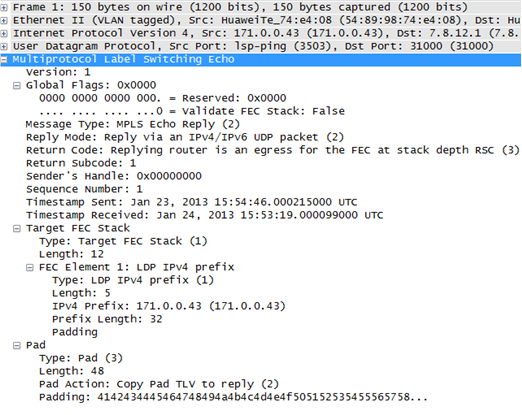 Frame 1: 150 bytes on wire (1200 bits), 150 bytes captured (1200 bits)
Ethernet II (VLAN tagged), Src: HuaweiTe_74:e4:08 (54:89:98:74:e4:08), Dst: Hu
Internet Protocol Version 4, Src: 171.0.0.43 (171.0.0.43), Dst: 7.8.12.1 (7.8.
User Datagram Protocol, Src Port: lsp-ping (3503), Dst Port: 31000 (31000)
Multiprotocol Label Switching Echo
Version: 1
Global Flags: 0x0000
0000 0000 0000 000. = Reserved: 0x0000
.... .... .... ...0 = Validate FEC Stack: False
Message Type: MPLS Echo Reply (2)
Reply Mode: Reply via an IPv4/IPv6 UDP packet (2)
Return Code: Replying router is an egress for the FEC at stack depth RSC (3)
Return Subcode: 1
Sender's Handle: 0x00000000
Sequence Number: 1
Timestamp Sent: Jan 23, 2013 15:54:46.000215000 UTC
Timestamp Received: Jan 24, 2013 15:53:19.000099000 UTC
Target FEC Stack
Type: Target FEC Stack (1)
Length: 12
FEC Element 1: LDP IPv4 prefix
Type: LDP IPv4 prefix (1)
Length: 5
IPv4 Prefix: 171.0.0.43 (171.0.0.43)
Prefix Length: 32
Padding
Pad
Type: Pad (3)
Length: 48
Pad Action: Copy Pad TLV to reply (2)
Padding: 4142434445464748494a4b4c4d4e4f505152535455565758...